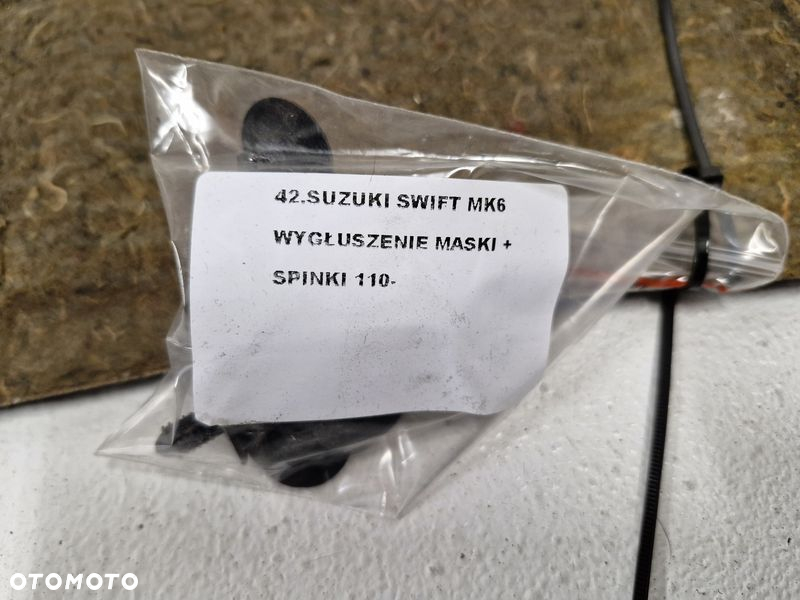 42.SUZUKI SWIFT MK6
WYGŁUSZENIE MASKI +
SPINKI 110-
OTOMOTO